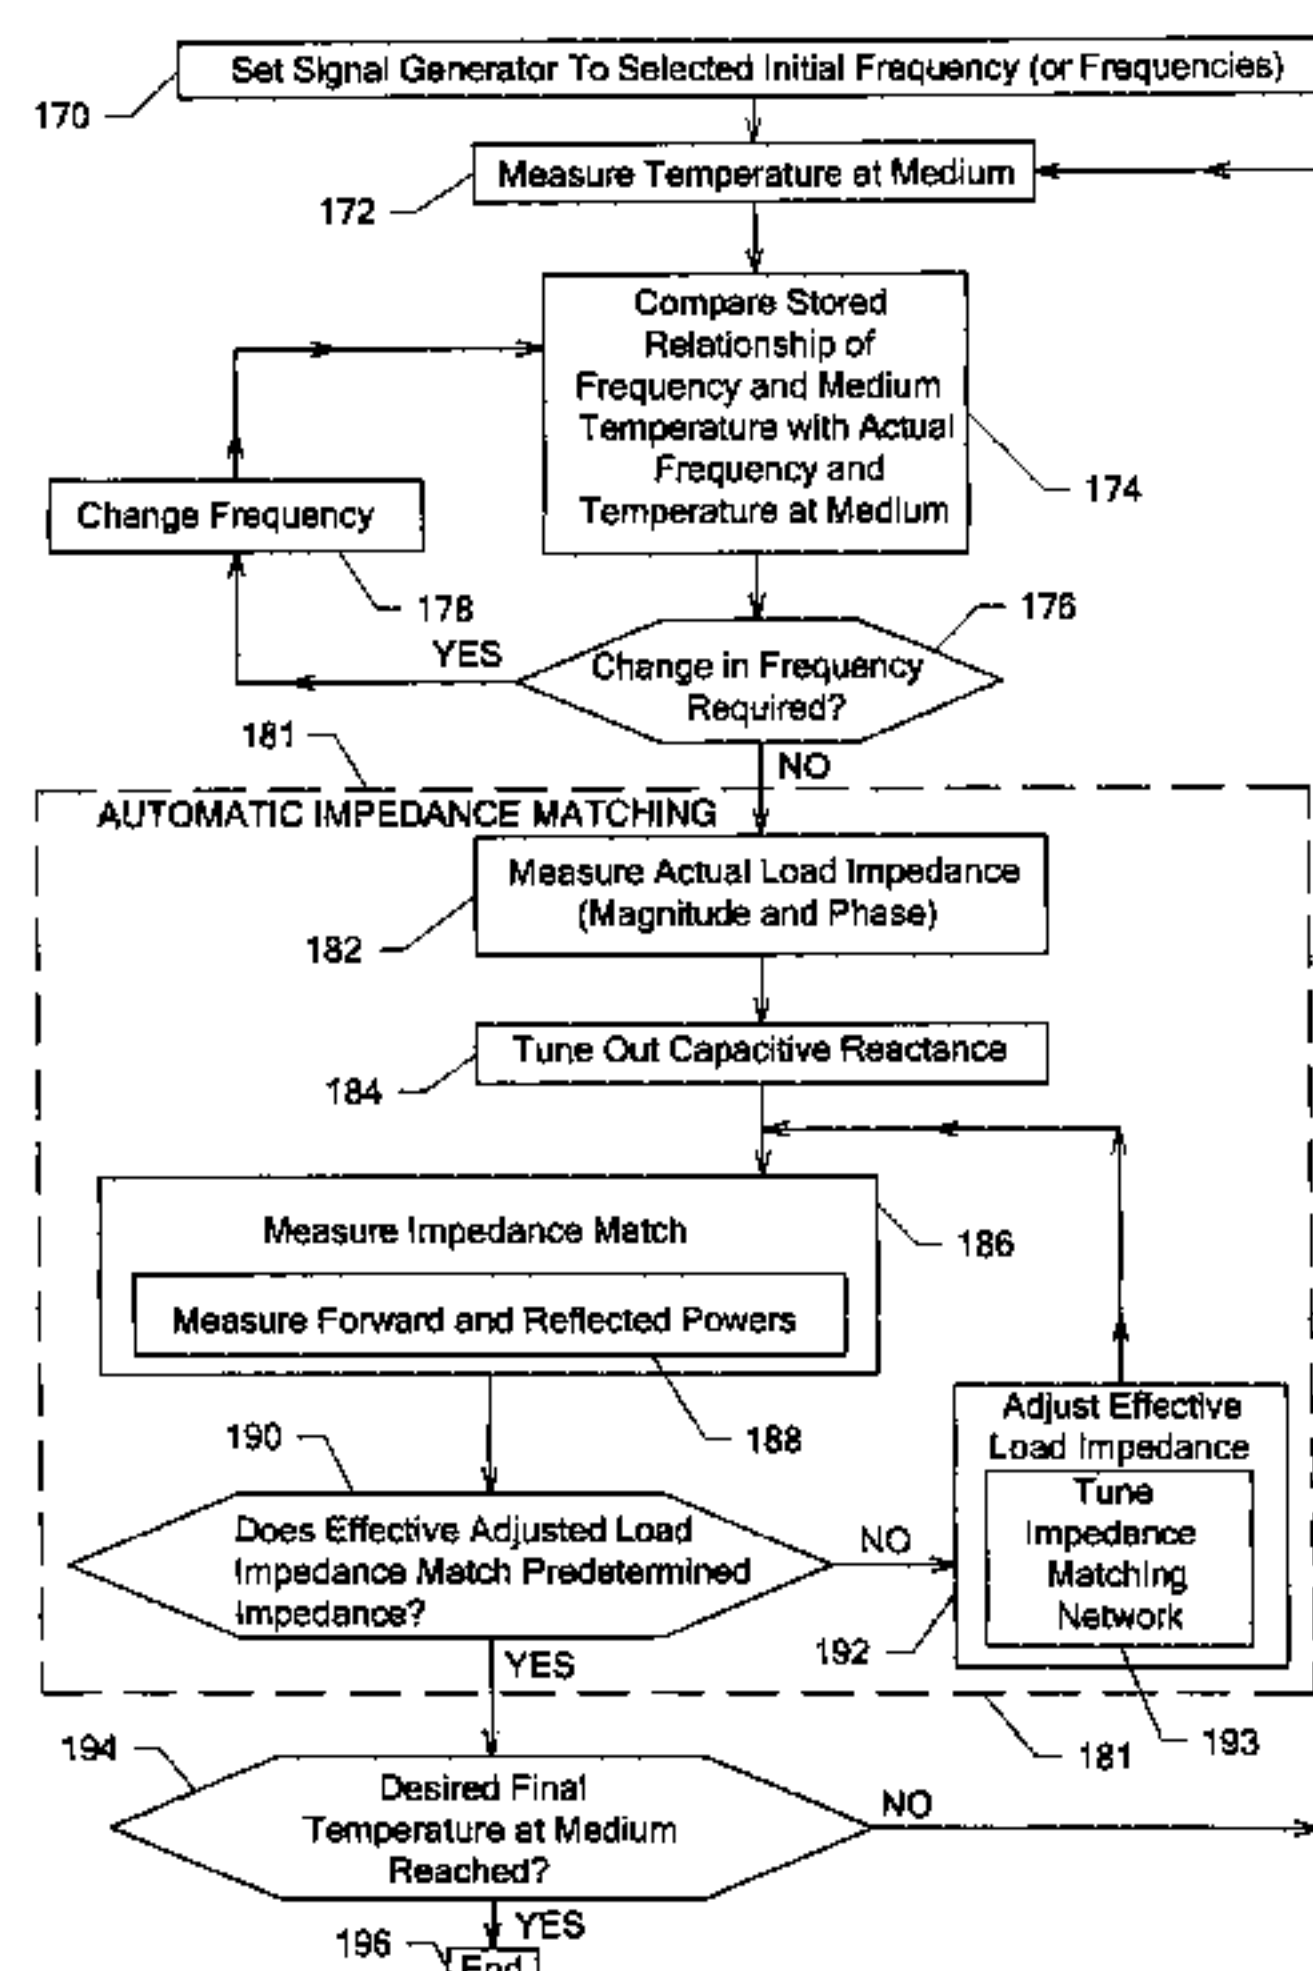 Set Signal Generator To Selected Initial Frequency (or Frequencies)
170
Measure Temperature at Medium
172
Compare Stored
Relationship of
Frequency and Medium
Temperature with Actual
Frequency and
Temperature at Medium
174
Change Frequency
178
176
YES
Change in Frequency
Required?
181
NO
AUTOMATIC IMPEDANCE MATCHING
Measure Actual Load Impedance
(Magnitude and Phase)
182
Tune Out Capacitive Reactance
184
Measure Impedance Match
186
Measure Forward and Reflected Powers
188
190
Adjust Effective
Load Impedance
Tune
Impedance
Matching
Network
Does Effective Adjusted Load
Impedance Match Predetermined
Impedance?
NO
192
YES
193
181
194
Desired Final
Temperature at Medium
Reached?
NO
YES
196
End